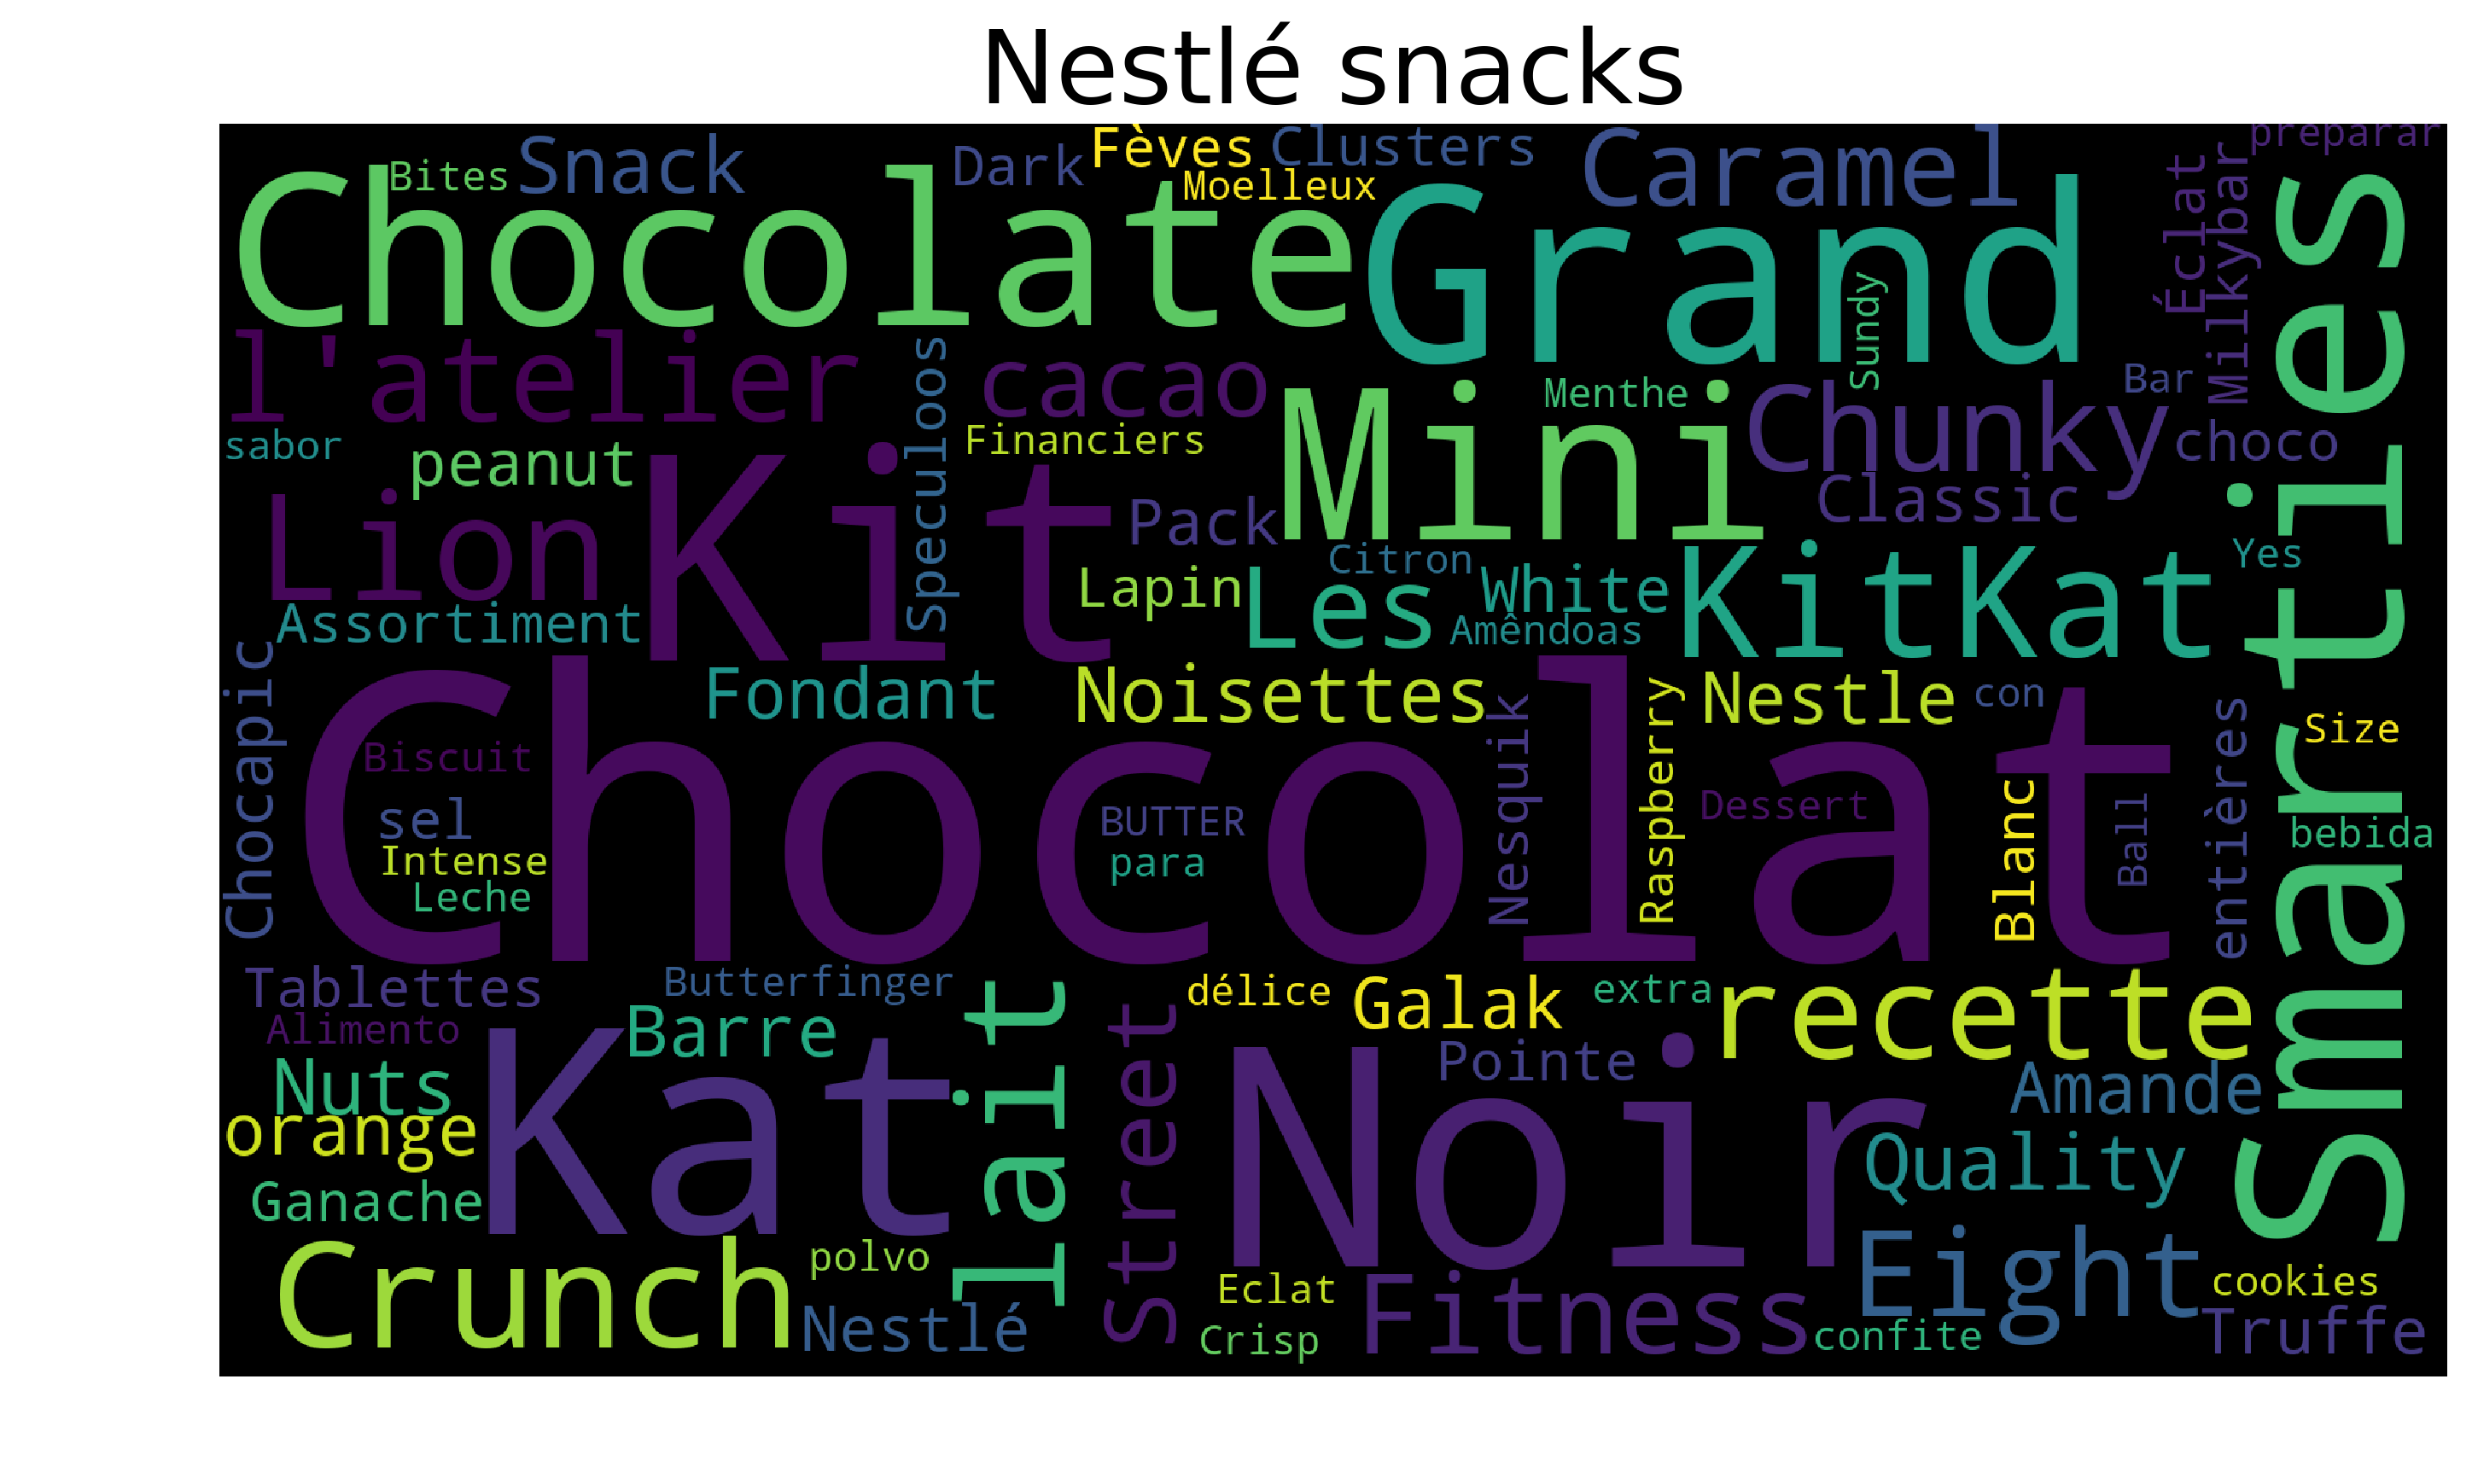 Nestlé snacks
Bites
Snack
Dark
Fèves
Clusters
Moelleux
Caramel
preparar
Chocolate
Grand
Sundy
Éclat
Milkybar
Smarties
l'atelier
Speculoos
cacao
Mini
Menthe
Chunky
Bar
choco
sabor
peanut
Financiers
Classic
Lion
Kit
Pack
Citron
White
KitKat
Yes
Lapin
Les
Amêndoas
Assortiment
Chocapic
Fondant
Noisettes
Nesquik
Raspberry
Nestle
con
entières
Size
Biscuit
Chocolat
sel
BUTTER
Dessert
Blanc
Ball
bebida
Intense
para
Leche
Tablettes
Butterfinger
lait
Street
délice
Galak
extra
recette
Alimento
Barre
Pointe
Nuts
Kat
Noir
Amande
orange
Quality
Ganache
Crunch
polvo
Nestlé
Eclat
Crisp
Fitness
Eight
cookies
confite
Truffe